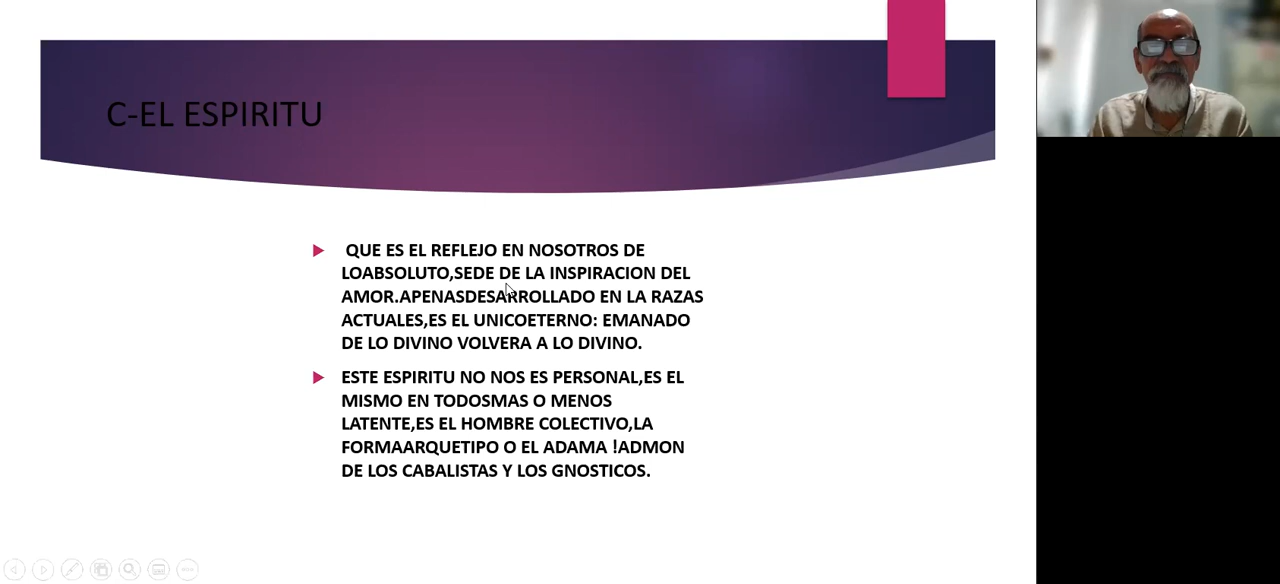 C-EL ESPIRITU
QUE ES EL REFLEJO EN NOSOTROS DE
LOABSOLUTO,SEDE DE LA INSPIRACION DEL
AMOR.APENASDESARROLLADO EN LA RAZAS
ACTUALES,ES EL UNICOETERNO: EMANADO
DE LO DIVINO VOLVERA A LO DIVINO.
ESTE ESPIRITU NO NOS ES PERSONAL,ES EL
MISMO EN TODOSMAS O MENOS
LATENTE,ES EL HOMBRE COLECTIVO,LA
FORMAARQUETIPO O EL ADAMA !ADMON
DE LOS CABALISTAS Y LOS GNOSTICOS.